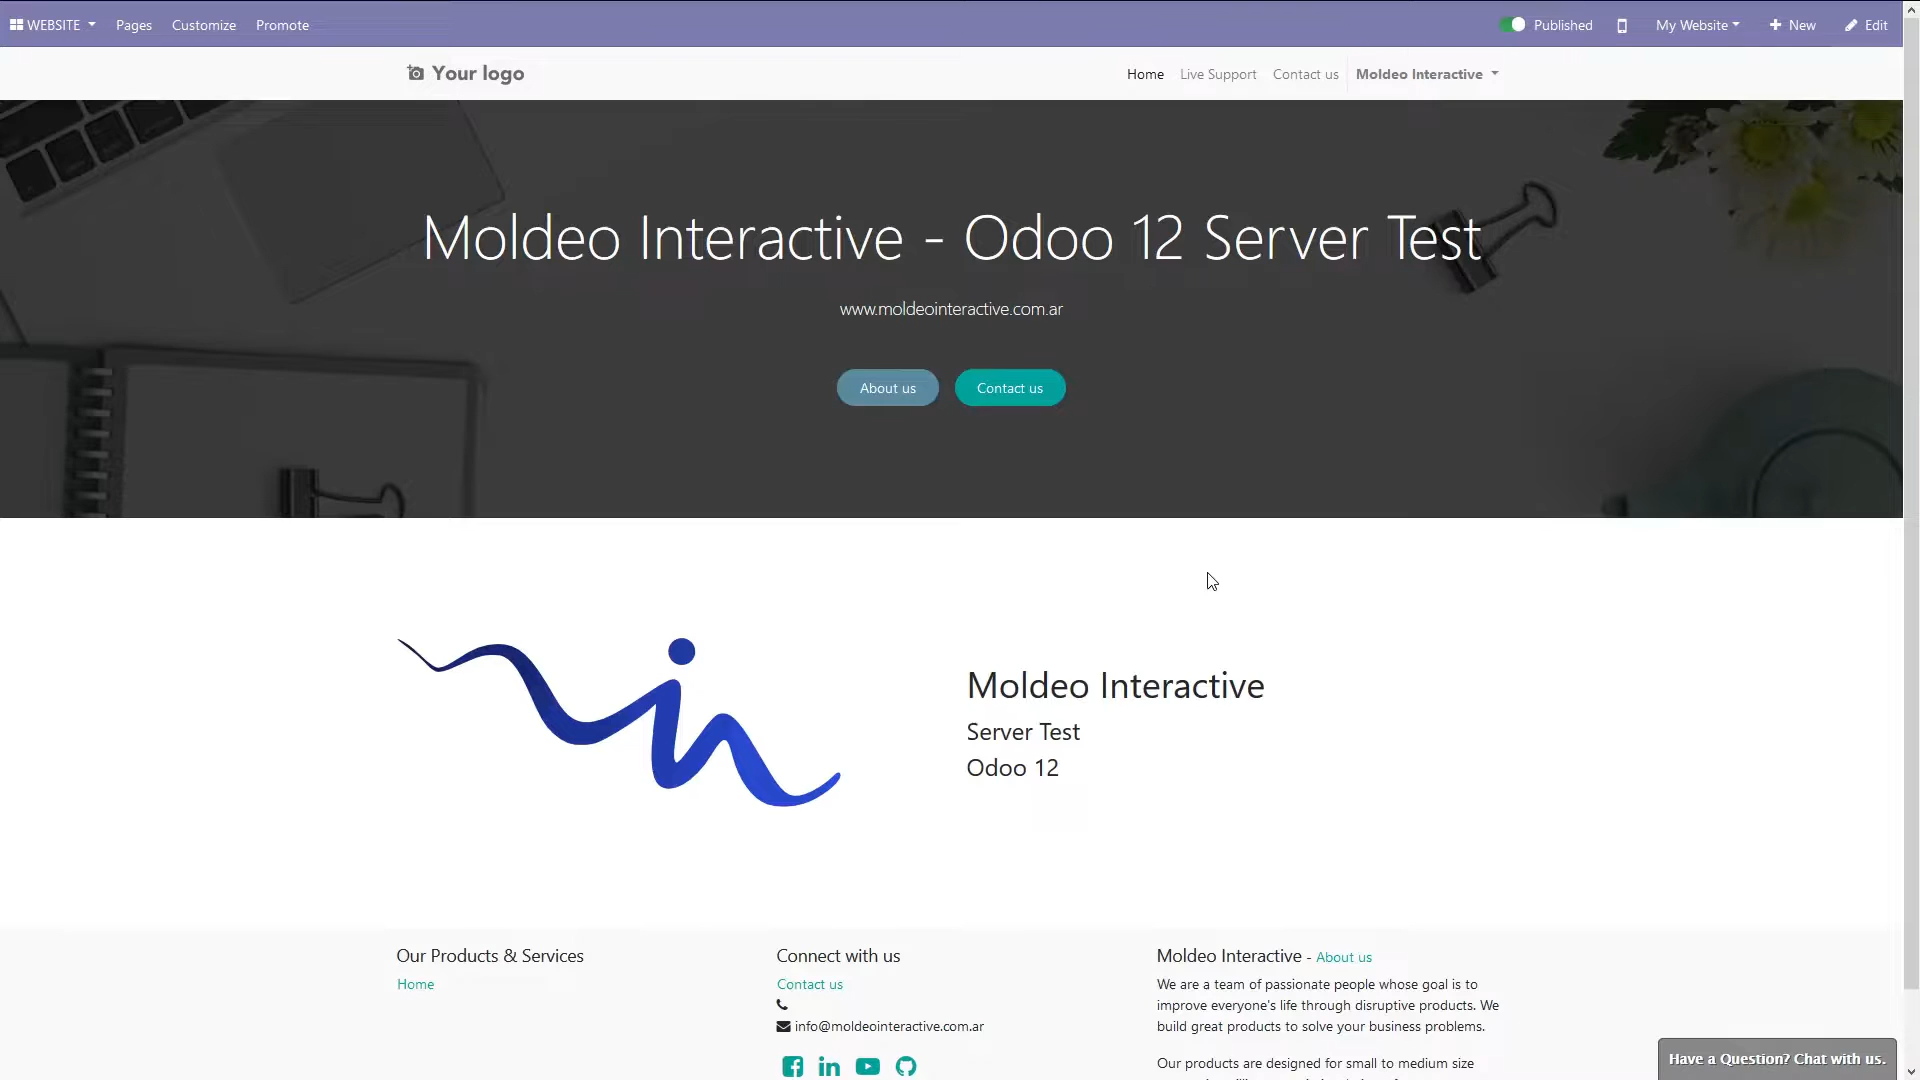 WEBSITE Pages Customize Promote Published My Website New Edit
Your logo Home Live Support Contact us Moldeo Interactive
Moldeo Interactive - Odoo 12 Server Test
www.moldeointeractive.com.ar
About us Contact us
Moldeo Interactive
Server Test
Odoo 12
Our Products & Services
Home
Connect with us
Contact us
info@moldeointeractive.com.ar
Moldeo Interactive - About us
We are a team of passionate people whose goal is to
improve everyone's life through disruptive products. We
build great products to solve your business problems.
Our products are designed for small to medium size
Have a Question? Chat with us.